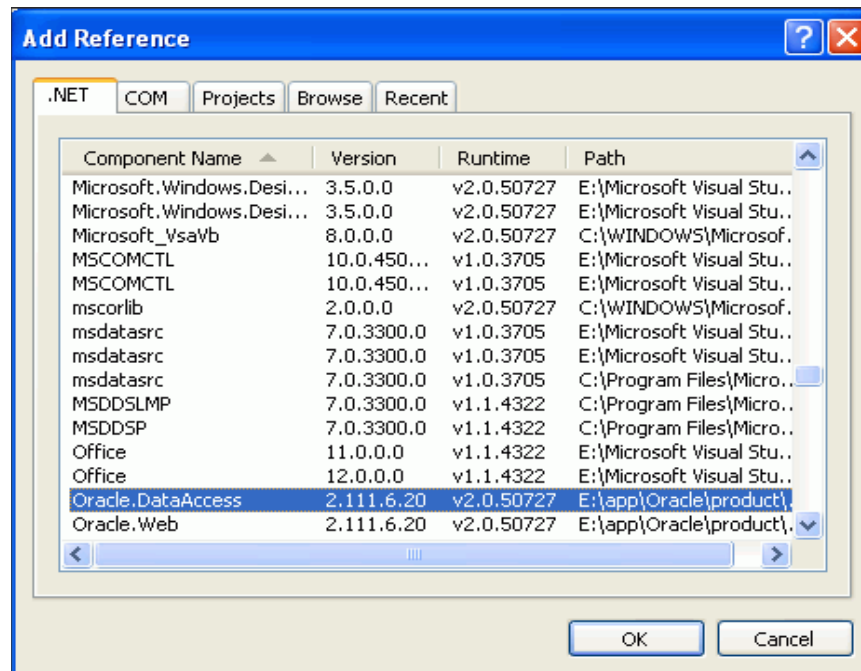 Add Reference
.NET COM Projects Browse Recent
Component Name Version Runtime Path
Microsoft.Windows.Desi... 3.5.0.0 v2.0.50727 E:\Microsoft Visual Stu..
Microsoft.Windows.Desi... 3.5.0.0 v2.0.50727 E:\Microsoft Visual Stu..
Microsoft_VsaVb 8.0.0.0 v2.0.50727 C:\WINDOWS\Microsof.
MSCOMCTL 10.0.450... v1.0.3705 E:\Microsoft Visual Stu..
MSCOMCTL 10.0.450... v1.0.3705 E:\Microsoft Visual Stu..
mscorlib 2.0.0.0 v2.0.50727 C:\WINDOWS\Microsof.
msdatasrc 7.0.3300.0 v1.0.3705 E:\Microsoft Visual Stu..
msdatasrc 7.0.3300.0 v1.0.3705 E:\Microsoft Visual Stu..
msdatasrc 7.0.3300.0 v1.0.3705 C:\Program Files\Micro..
MSDDSLMP 7.0.3300.0 v1.1.4322 C:\Program Files\Micro..
MSDDSP 7.0.3300.0 v1.1.4322 C:\Program Files\Micro..
Office 11.0.0.0 v1.1.4322 E:\Microsoft Visual Stu..
Office 12.0.0.0 v1.1.4322 E:\Microsoft Visual Stu..
Oracle.DataAccess 2.111.6.20 v2.0.50727 E:\app\Oracle\product\.
Oracle.Web 2.111.6.20 v2.0.50727 E:\app\Oracle\product\.
OK Cancel